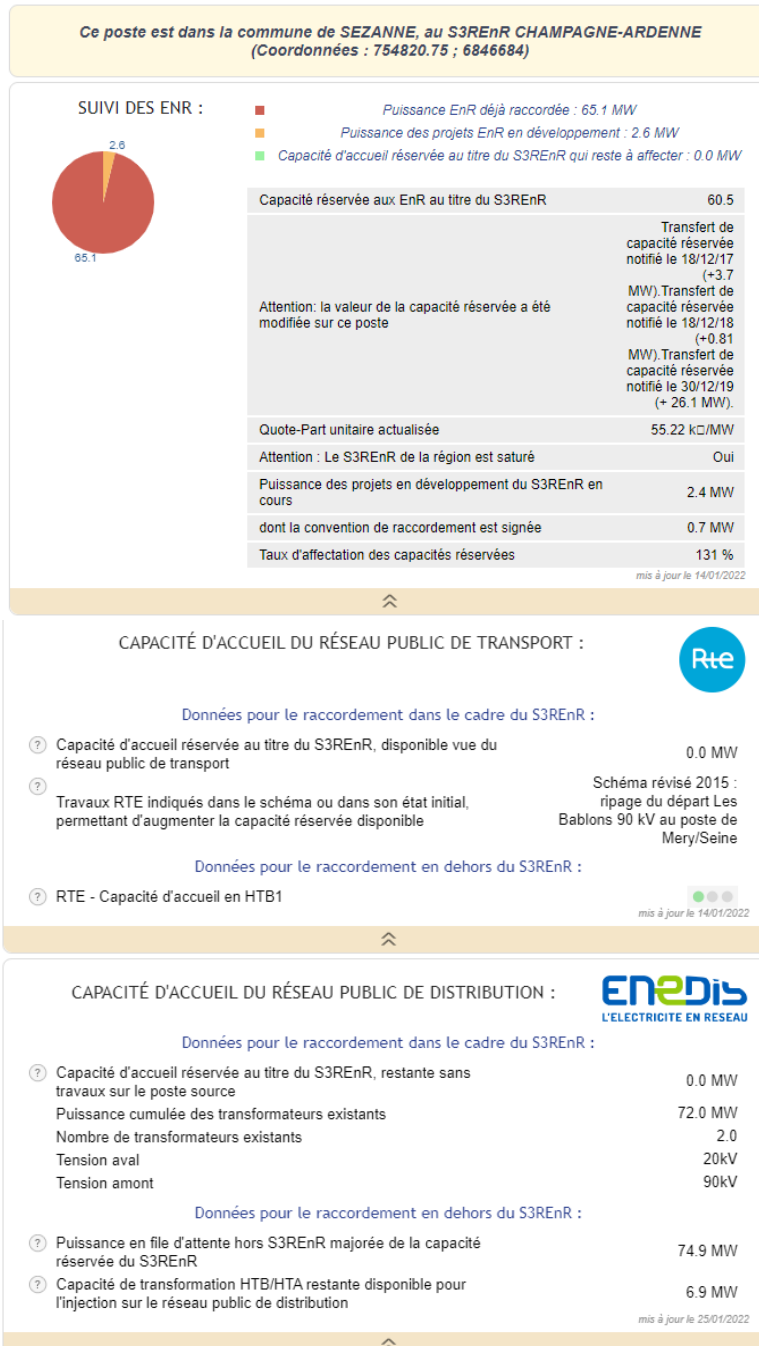 Ce poste est dans la commune de SEZANNE, au S3REnR CHAMPAGNE-ARDENNE
(Coordonnées : 754820.75 ; 6846684)
SUIVI DES ENR :
Puissance EnR déjà raccordée : 65.1 MW
Puissance des projets EnR en développement : 2.6 MW
Capacité d'accueil réservée au titre du S3REnR qui reste à affecter : 0.0 MW
2.6
65.1
Capacité réservée aux EnR au titre du S3REnR 60.5
Attention: la valeur de la capacité réservée a été
modifiée sur ce poste
Transfert de
capacité réservée
notifié le 18/12/17
(+3.7
MW).Transfert de
capacité réservée
notifié le 18/12/18
(+0.81
MW).Transfert de
capacité réservée
notifié le 30/12/19
(+ 26.1 MW).
Quote-Part unitaire actualisée 55.22 k□/MW
Attention : Le S3REnR de la région est saturé Oui
Puissance des projets en développement du S3REnR en
cours 2.4 MW
dont la convention de raccordement est signée 0.7 MW
Taux d'affectation des capacités réservées 131 %
mis à jour le 14/01/2022
CAPACITÉ D'ACCUEIL DU RÉSEAU PUBLIC DE TRANSPORT :
Rte
Données pour le raccordement dans le cadre du S3REnR :
? Capacité d'accueil réservée au titre du S3REnR, disponible vue du
réseau public de transport 0.0 MW
? Travaux RTE indiqués dans le schéma ou dans son état initial,
permettant d'augmenter la capacité réservée disponible
Schéma révisé 2015 :
ripage du départ Les
Bablons 90 kV au poste de
Mery/Seine
Données pour le raccordement en dehors du S3REnR :
? RTE - Capacité d'accueil en HTB1
mis à jour le 14/01/2022
CAPACITÉ D'ACCUEIL DU RÉSEAU PUBLIC DE DISTRIBUTION :
ENEDIS
L'ELECTRICITE EN RESEAU
Données pour le raccordement dans le cadre du S3REnR :
? Capacité d'accueil réservée au titre du S3REnR, restante sans
travaux sur le poste source 0.0 MW
Puissance cumulée des transformateurs existants 72.0 MW
Nombre de transformateurs existants 2.0
Tension aval 20kV
Tension amont 90kV
Données pour le raccordement en dehors du S3REnR :
? Puissance en file d'attente hors S3REnR majorée de la capacité
réservée du S3REnR 74.9 MW
? Capacité de transformation HTB/HTA restante disponible pour
l'injection sur le réseau public de distribution 6.9 MW
mis à jour le 25/01/2022